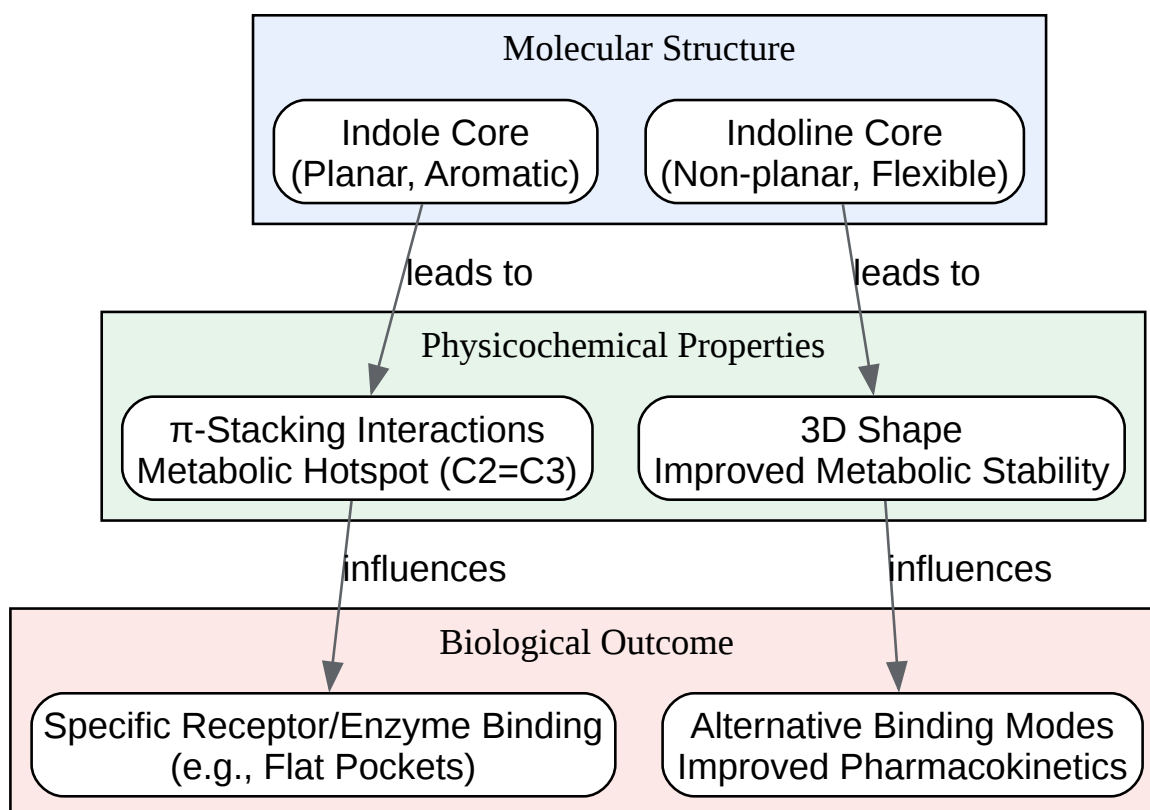 Molecular Structure
Indole Core
(Planar, Aromatic)
Indoline Core
(Non-planar, Flexible)
leads to
leads to
Physicochemical Properties
π-Stacking Interactions
Metabolic Hotspot (C2=C3)
3D Shape
Improved Metabolic Stability
influences
influences
Biological Outcome
Specific Receptor/Enzyme Binding
(e.g., Flat Pockets)
Alternative Binding Modes
Improved Pharmacokinetics